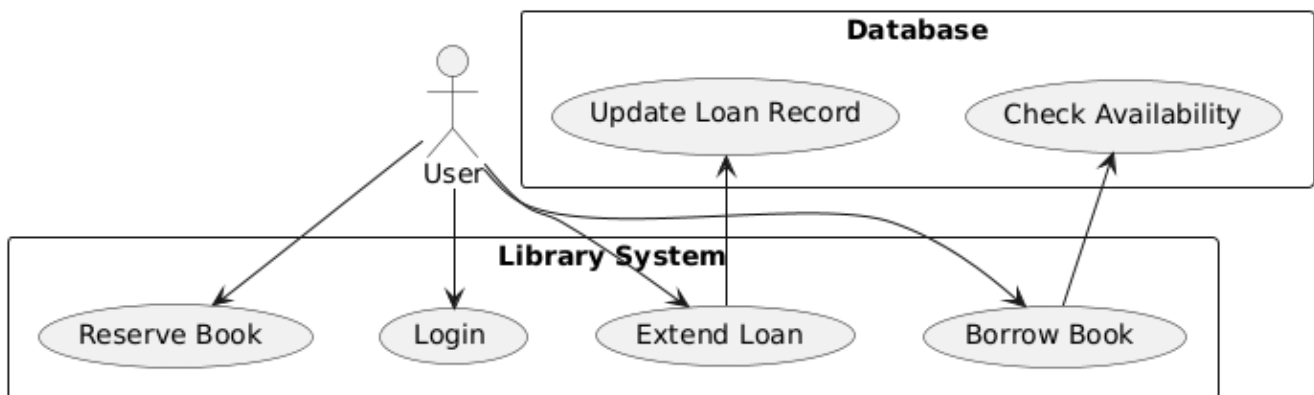 Database
Update Loan Record
Check Availability
User
Library System
Reserve Book
Login
Extend Loan
Borrow Book